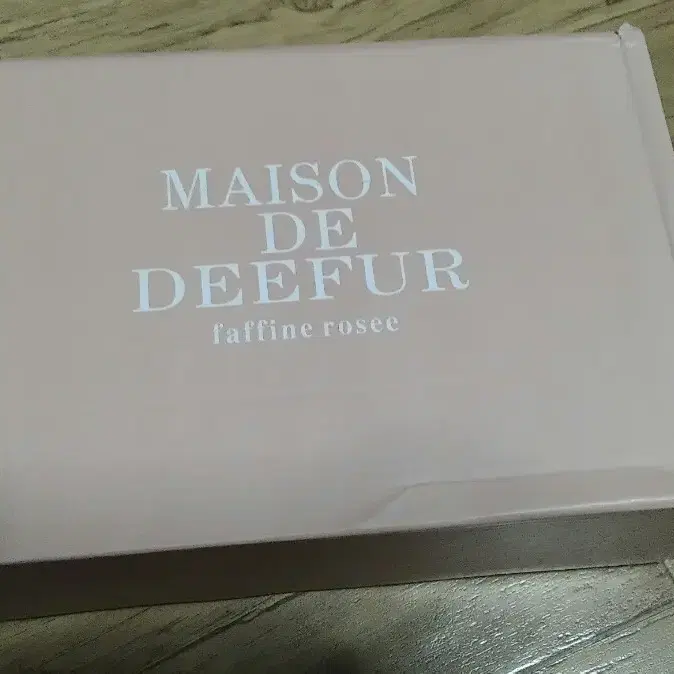 MAISON
DE
DEEFUR
faffine rosee